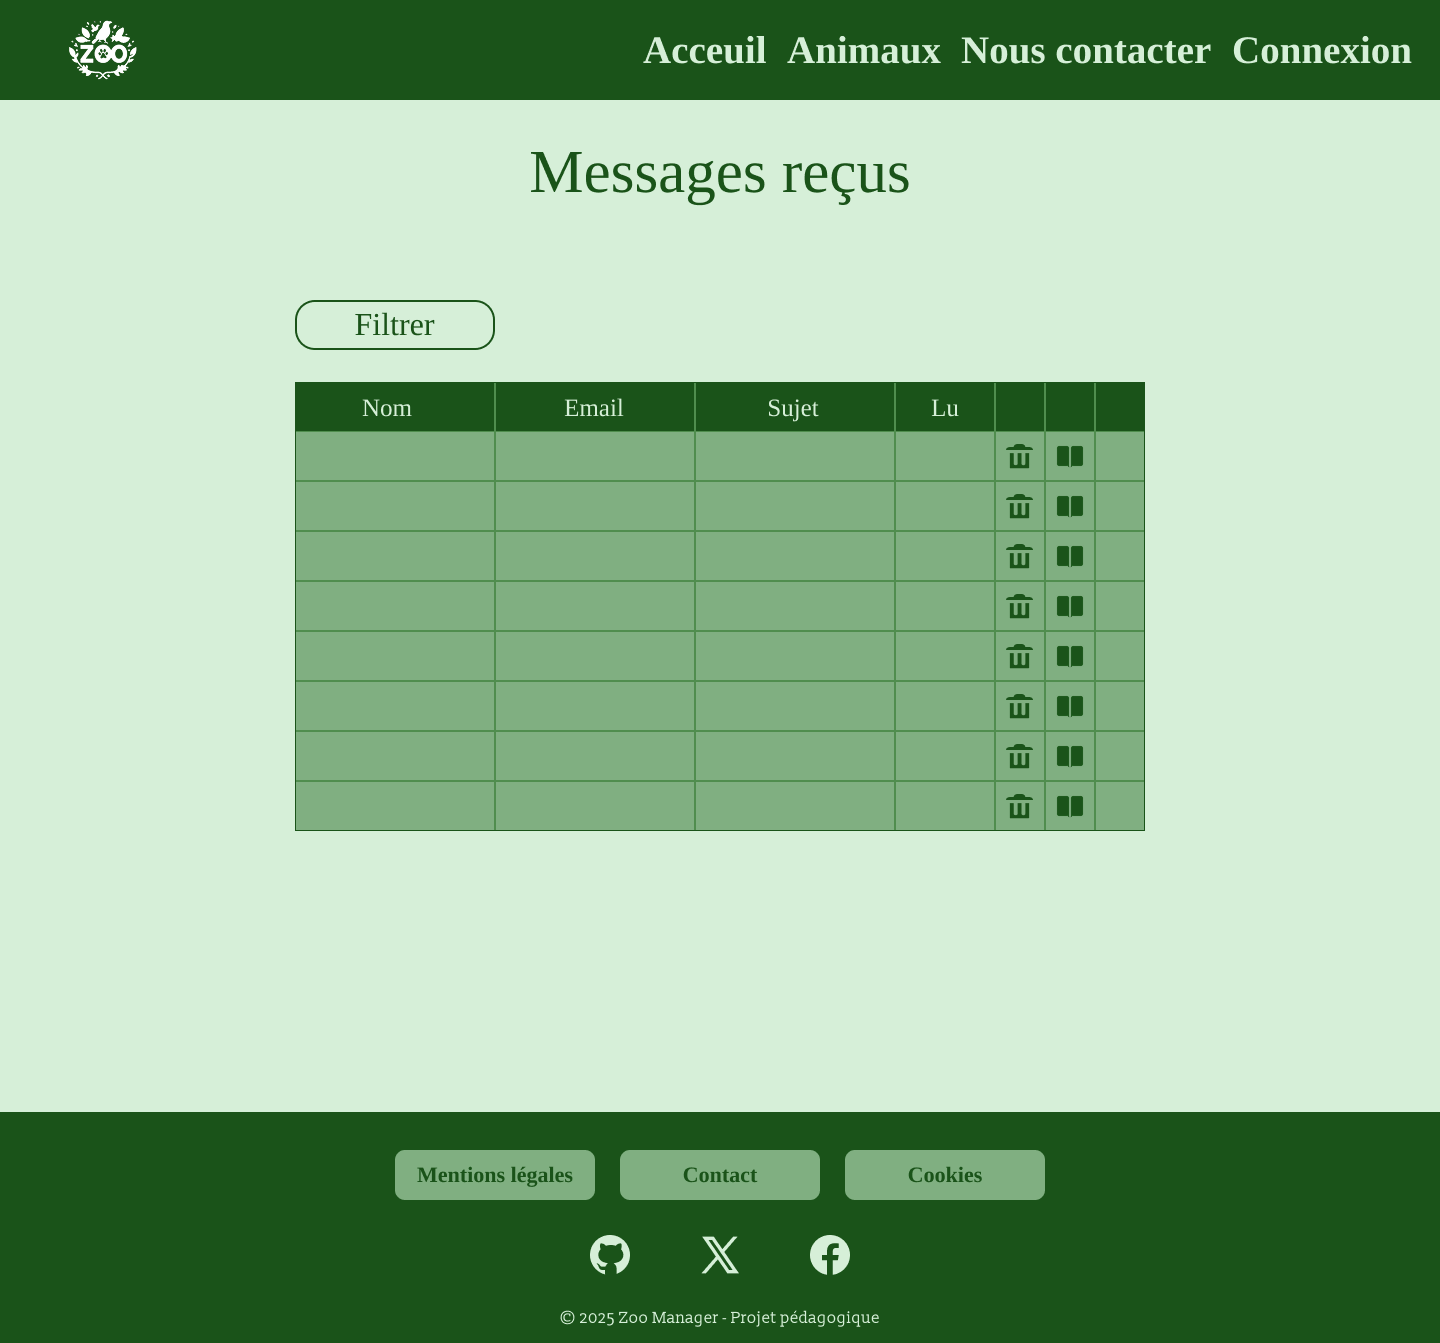 ZOO
Acceuil Animaux Nous contacter Connexion
Messages reçus
Filtrer
Nom Email Sujet Lu
Mentions légales Contact Cookies
© 2025 Zoo Manager - Projet pédagogique